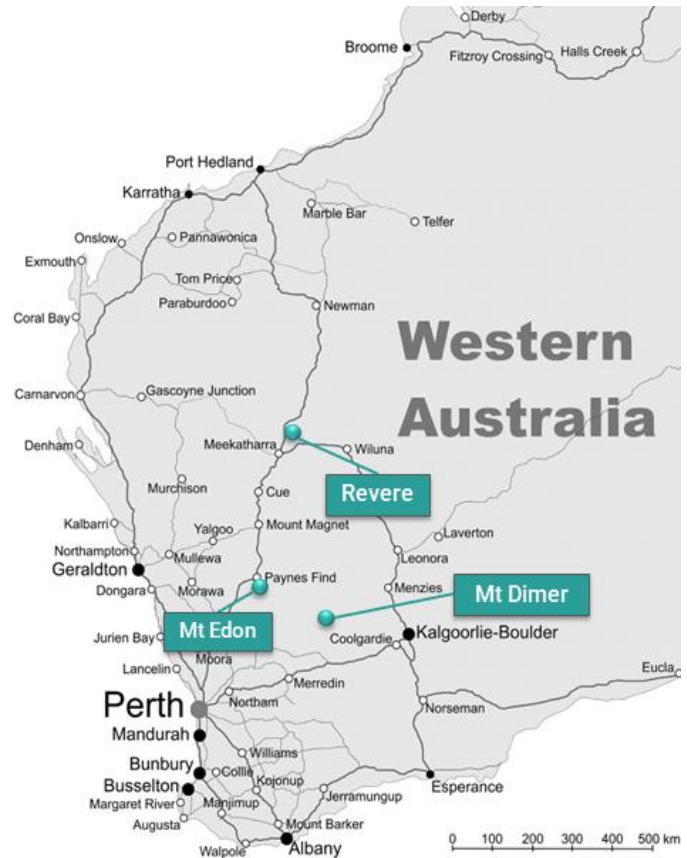 Derby
Broome
Fitzroy Crossing
Halls Creek
Port Hedland
Karratha
Marble Bar
Telfer
Onslow
Pannawonica
Exmouth
Tom Price
Paraburdoo
Newman
Coral Bay
Western
Australia
Carnarvon
Gascoyne Junction
Denham
Meekatharra
Wiluna
Revere
Murchison
Cue
Kalbarri
Yalgoo
Mount Magnet
Laverton
Northampton
Mullewa
Leonora
Geraldton
Paynes Find
Morawa
Menzies
Dongara
Mt Dimer
Mt Edon
Jurien Bay
Coolgardie
Kalgoorlie-Boulder
Moora
Lancelin
Merredin
Eucla
Northam
Perth
Norseman
Mandurah
Williams
Bunbury
Collie
Kojonup
Busselton
Esperance
Margaret River
Manjimup
Jerramungup
Augusta
Mount Barker
Walpole
Albany
0 100 200 300 400 500 km